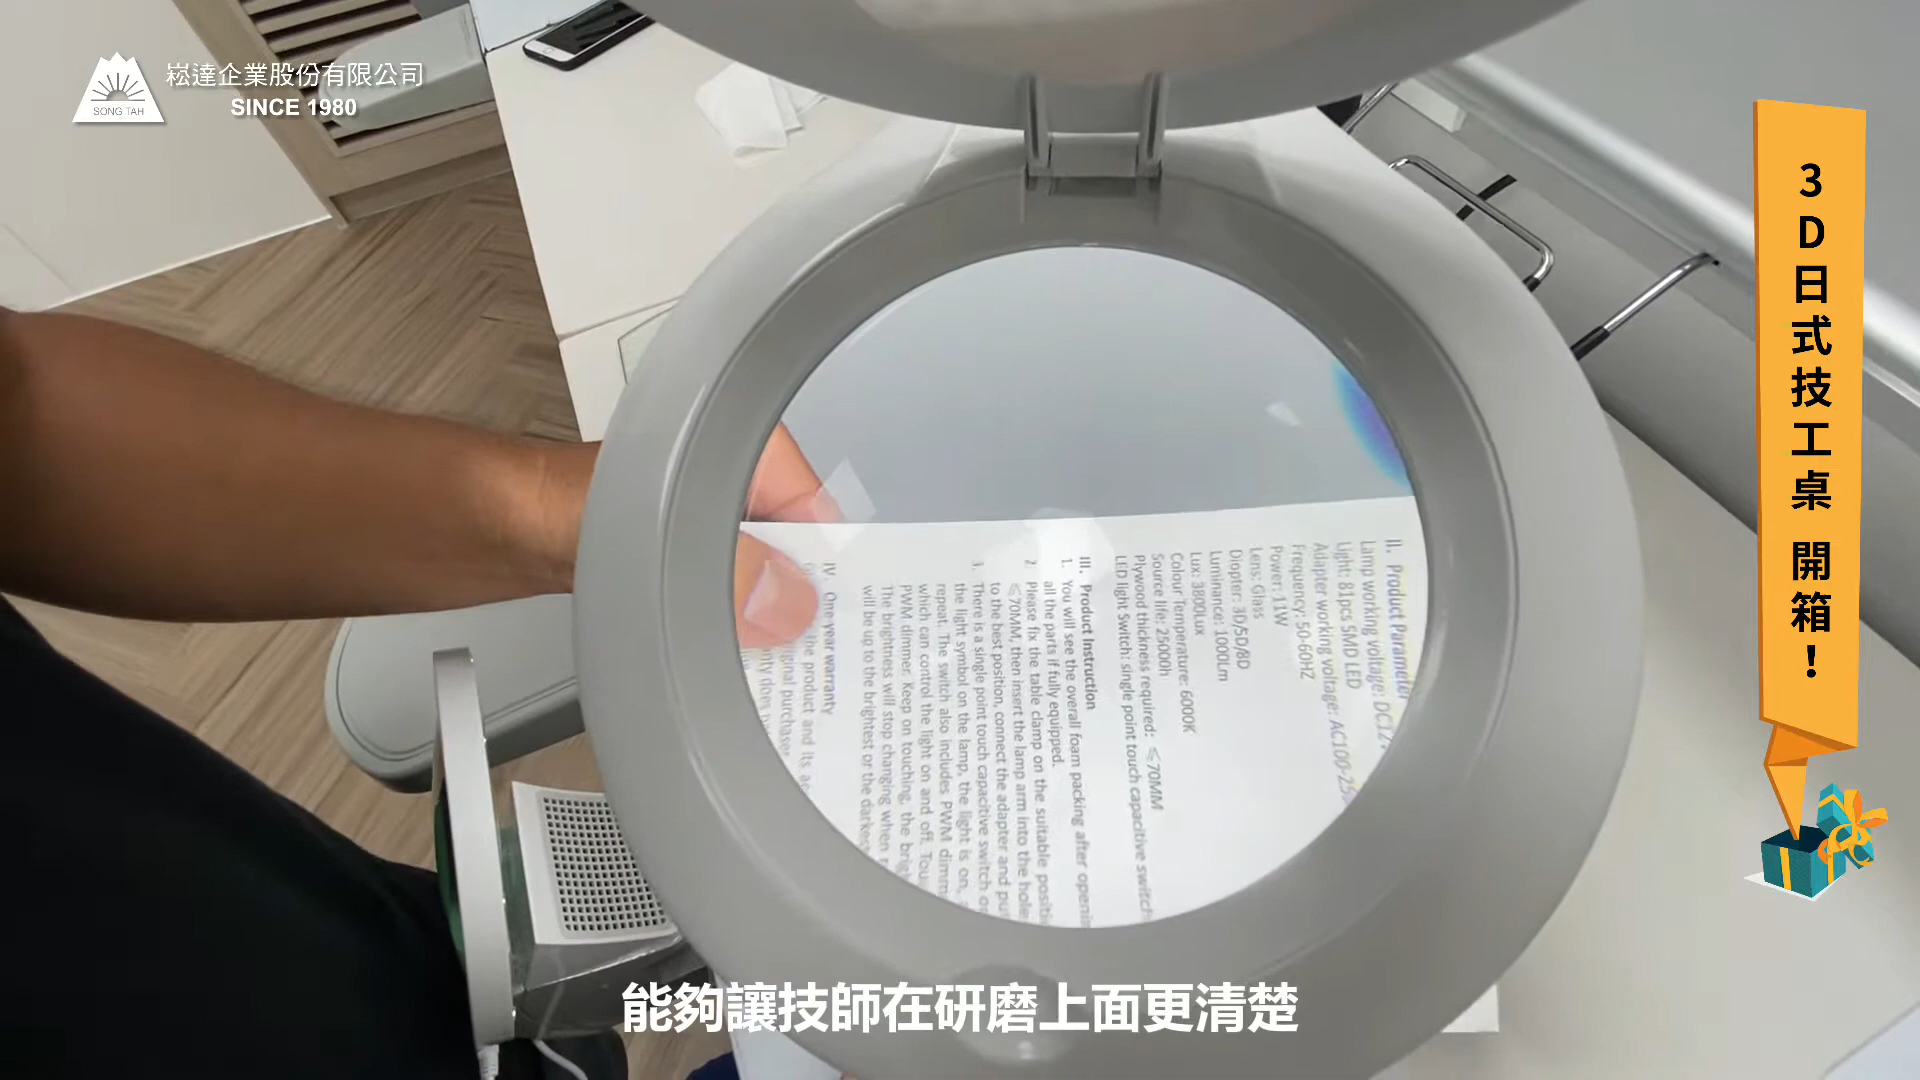 崧達企業股份有限公司
SINCE 1980
SONG TAH
3D日式技工桌 開箱！
II. Product Parameter
Lamp working voltage: DC12
Light: 81pcs SMD LED
Adapter working voltage: AC100-25
Frequency: 50-60HZ
Power: 11W
Lens: Glass
Diopter: 3D/5D/8D
Luminance: 1000Lm
Lux: 3800Lux
Colour Temperature: 6000K
Source life: 25000h
Plywood thickness required: ≤70MM
LED light Switch: single point touch capacitive switch
III. Product Instruction
1. You will see the overall foam packing after openin
all the parts if fully equipped.
2. Please fix the table clamp on the suitable positi
≤70MM, then insert the lamp arm into the hole
to the best position, connect the adapter and pu
3. There is a single point touch capacitive switch o
the light symbol on the lamp, the light is on,
repeat. The switch also includes PWM dimm
which can control the light on and off. Tou
PWM dimmer. Keep on touching, the brig
The brightness will stop changing when
will be up to the brightest or the darkes
IV. One-year warranty
the product and its ac
ginal purchaser
nty does
能夠讓技師在研磨上面更清楚